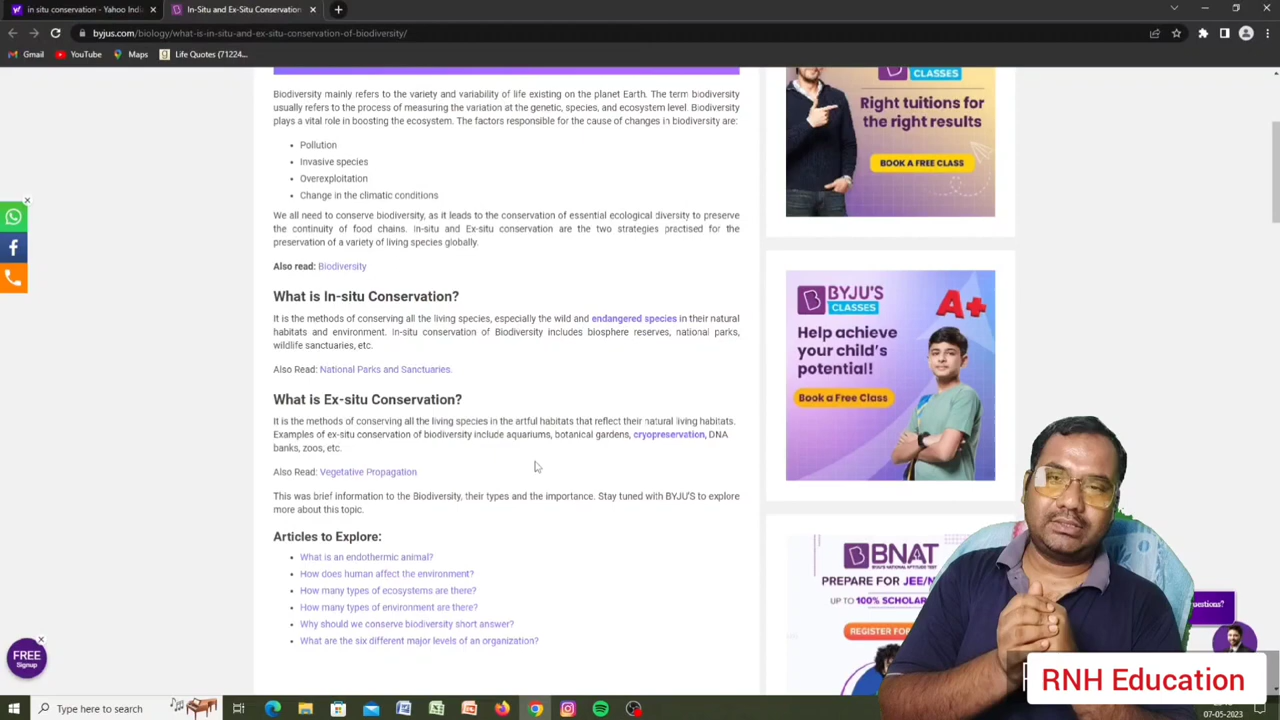 in situ conservation - Yahoo Indi
In-Situ and Ex-Situ Conservation
byjus.com/biology/what-is-in-situ-and-ex-situ-conservation-of-biodiversity/
Gmail
YouTube
Maps
Life Quotes (71224...
Biodiversity mainly refers to the variety and variability of life existing on the planet Earth. The term biodiversity
usually refers to the process of measuring the variation at the genetic, species, and ecosystem level. Biodiversity
plays a vital role in boosting the ecosystem. The factors responsible for the cause of changes in biodiversity are:
• Pollution
• Invasive species
• Overexploitation
• Change in the climatic conditions
We all need to conserve biodiversity, as it leads to the conservation of essential ecological diversity to preserve
the continuity of food chains. In-situ and Ex-situ conservation are the two strategies practised for the
preservation of a variety of living species globally.
Also read: Biodiversity
What is In-situ Conservation?
It is the methods of conserving all the living species, especially the wild and endangered species in their natural
habitats and environment. In-situ conservation of Biodiversity includes biosphere reserves, national parks,
wildlife sanctuaries, etc.
Also Read: National Parks and Sanctuaries.
What is Ex-situ Conservation?
It is the methods of conserving all the living species in the artful habitats that reflect their natural living habitats.
Examples of ex-situ conservation of biodiversity include aquariums, botanical gardens, cryopreservation, DNA
banks, zoos, etc.
Also Read: Vegetative Propagation
This was brief information to the Biodiversity, their types and the importance. Stay tuned with BYJU'S to explore
more about this topic.
Articles to Explore:
• What is an endothermic animal?
• How does human affect the environment?
• How many types of ecosystems are there?
• How many types of environment are there?
• Why should we conserve biodiversity short answer?
• What are the six different major levels of an organization?
CLASSES
Right tuitions for
the right results
BOOK A FREE CLASS
BYJU'S
CLASSES
A+
Help achieve
your child's
potential!
Book a Free Class
BNAT
PREPARE FOR JEE/N
UP TO 100% SCHOLAR
REGISTER FO
uestions?
FREE
Signup
RNH Education
Type here to search
07-05-2023